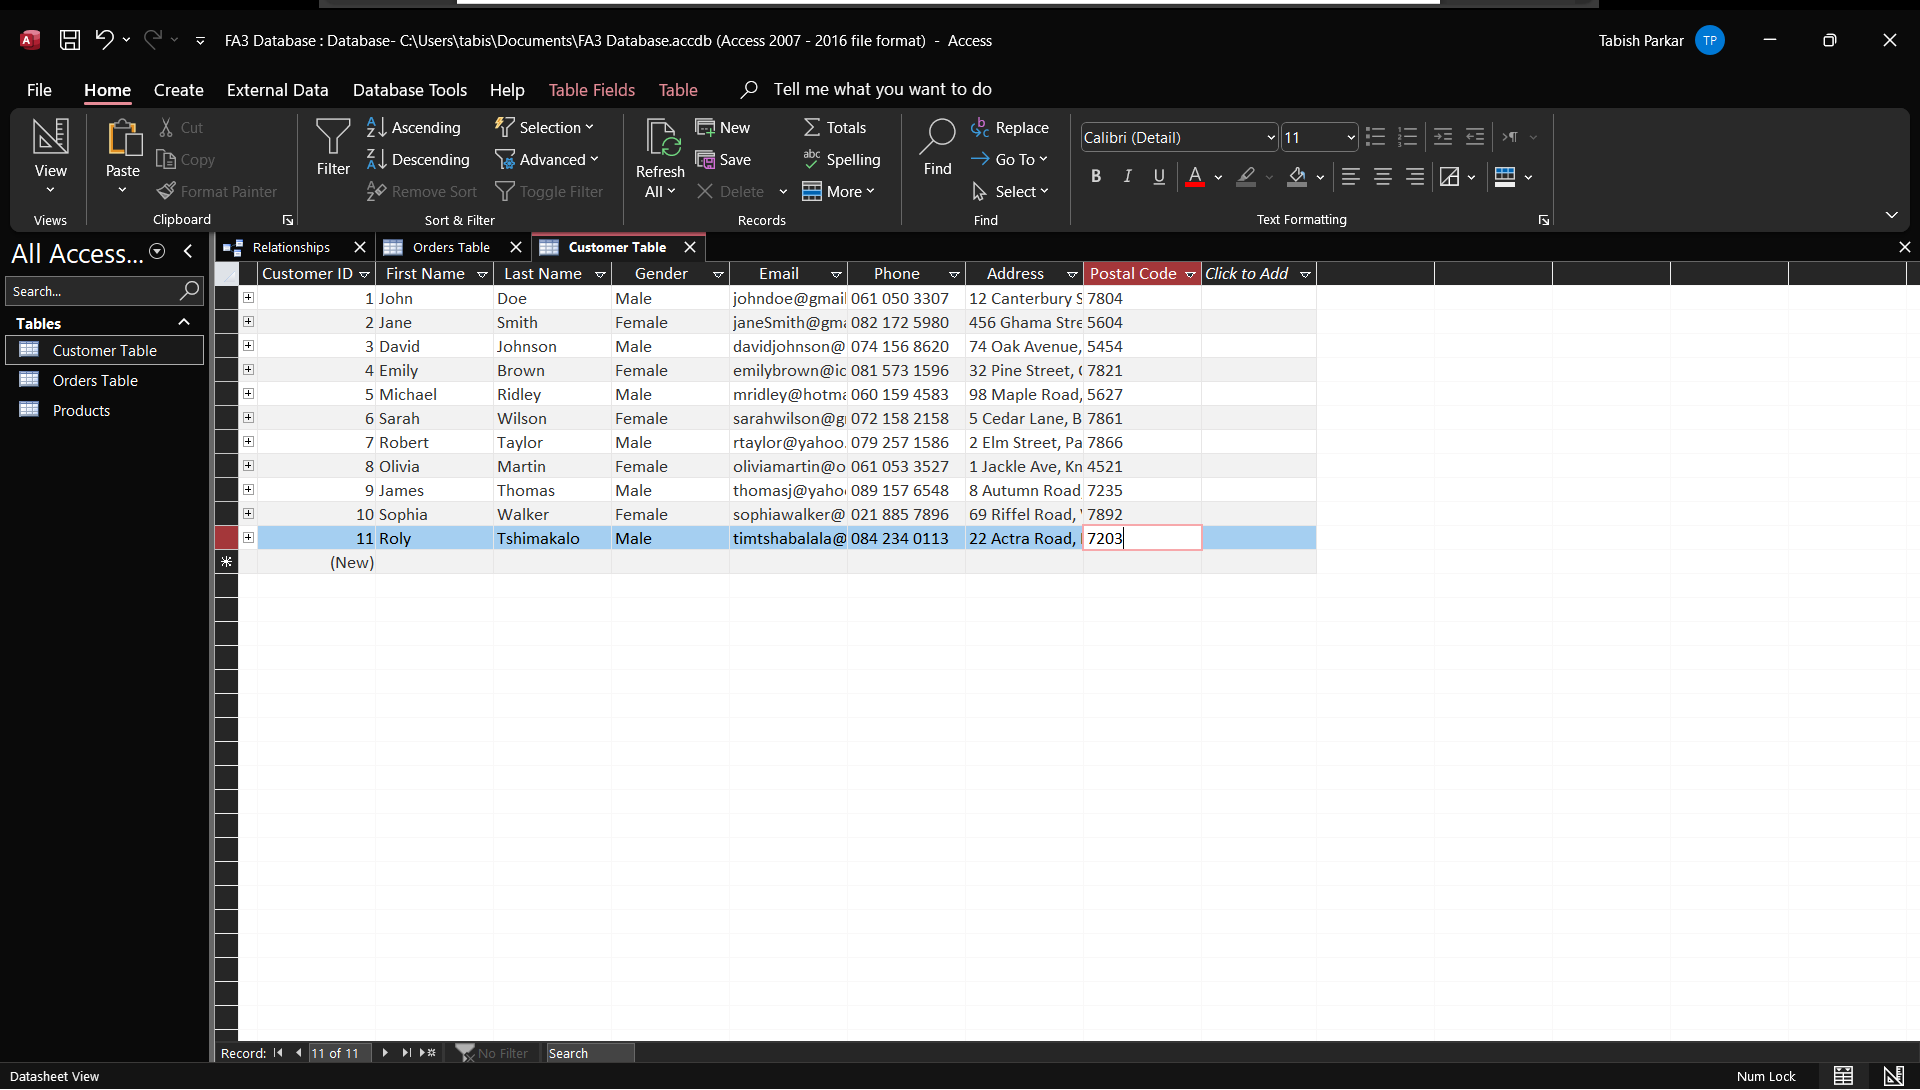 FA3 Database : Database- C:\Users\tabis\Documents\FA3 Database.accdb (Access 2007 - 2016 file format) - Access
Tabish Parkar TP
File Home Create External Data Database Tools Help Table Fields Table Tell me what you want to do
View
Views
Paste
Cut
Copy
Format Painter
Clipboard
Filter
Ascending
Descending
Remove Sort
Selection
Advanced
Toggle Filter
Sort & Filter
Refresh
All
New
Save
Delete
Totals
Spelling
More
Records
Find
Replace
Go To
Select
Find
Calibri (Detail) 11
B I U A
Text Formatting
All Access...
Search...
Tables
Customer Table
Orders Table
Products
Relationships Orders Table Customer Table
Customer ID First Name Last Name Gender Email Phone Address Postal Code Click to Add
1 John Doe Male johndoe@gmail 061 050 3307 12 Canterbury S 7804
2 Jane Smith Female janeSmith@gma 082 172 5980 456 Ghama Stre 5604
3 David Johnson Male davidjohnson@ 074 156 8620 74 Oak Avenue, 5454
4 Emily Brown Female emilybrown@ic 081 573 1596 32 Pine Street, 7821
5 Michael Ridley Male mridley@hotma 060 159 4583 98 Maple Road, 5627
6 Sarah Wilson Female sarahwilson@g 072 158 2158 5 Cedar Lane, B 7861
7 Robert Taylor Male rtaylor@yahoo. 079 257 1586 2 Elm Street, Pa 7866
8 Olivia Martin Female oliviamartin@o 061 053 3527 1 Jackle Ave, Kn 4521
9 James Thomas Male thomasj@yaho 089 157 6548 8 Autumn Road 7235
10 Sophia Walker Female sophiawalker@ 021 885 7896 69 Riffel Road, 7892
11 Roly Tshimakalo Male timtshabalala@ 084 234 0113 22 Actra Road, 7203
(New)
Record: 11 of 11 No Filter Search
Datasheet View
Num Lock